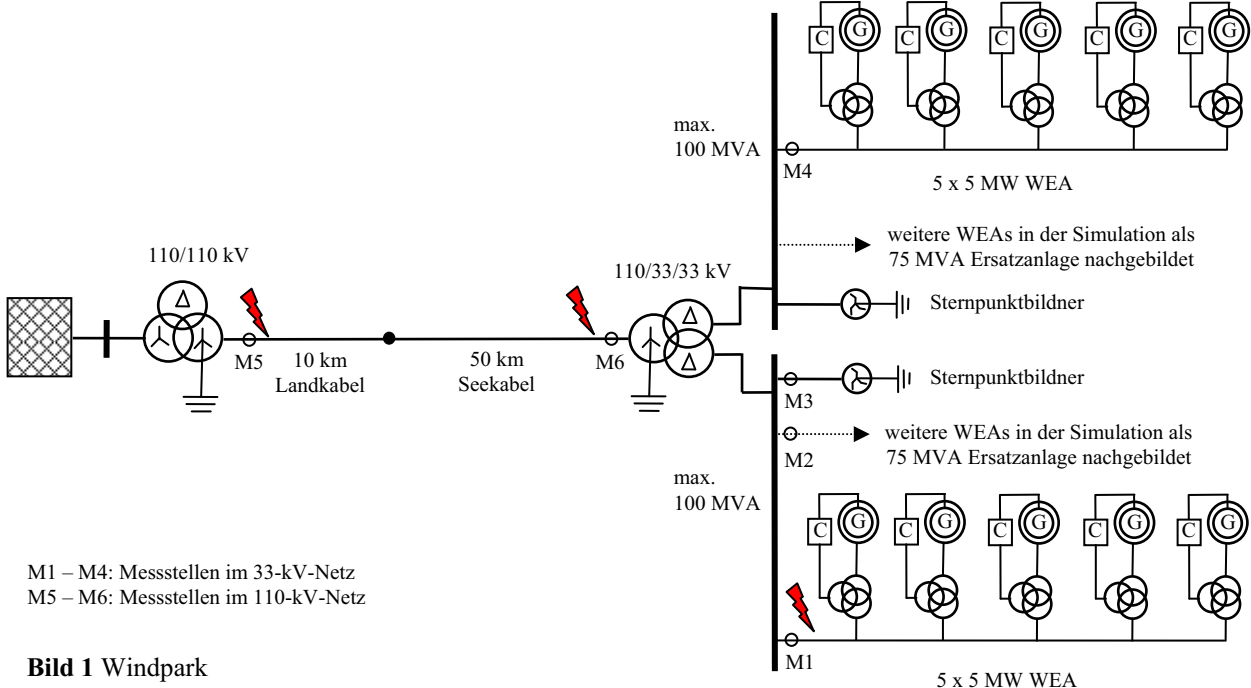 C G C G C G C G C G
max.
100 MVA
M4
5 x 5 MW WEA
weitere WEAs in der Simulation als
75 MVA Ersatzanlage nachgebildet
110/110 kV
110/33/33 kV
Δ
Δ
Δ
Sternpunktbildner
M5
10 km
Landkabel
50 km
Seekabel
M6
Sternpunktbildner
M3
weitere WEAs in der Simulation als
75 MVA Ersatzanlage nachgebildet
M2
max.
100 MVA
C G C G C G C G C G
M1 – M4: Messstellen im 33-kV-Netz
M5 – M6: Messstellen im 110-kV-Netz
M1
Bild 1 Windpark
5 x 5 MW WEA